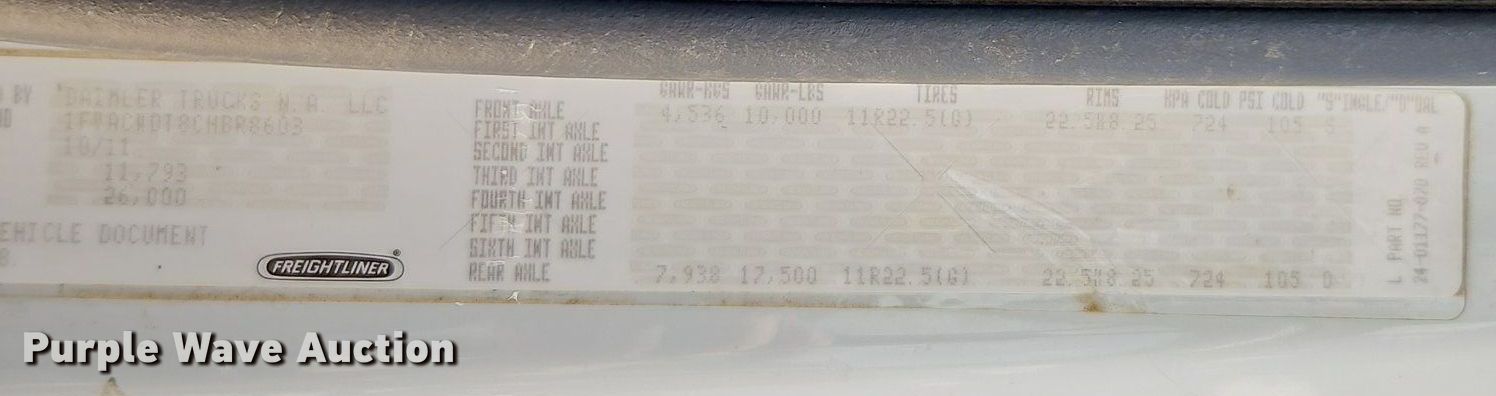 GAWR-KGS GAWR-LBS TIRES RIMS KPA COLD PSI COLD "S"INGLE/"D"UAL
BY DAIMLER TRUCKS N.A. LLC
10/11
11,793
26,000
EHICLE DOCUMENT
FREIGHTLINER®
FRONT AXLE 4,536 10,000 11R22.5(G) 22.5X8.25 724 105 S
FIRST INT AXLE
SECOND INT AXLE
THIRD INT AXLE
FOURTH INT AXLE
FIFTH INT AXLE
SIXTH INT AXLE
REAR AXLE 7,938 17,500 11R22.5(G) 22.5X8.25 724 105 D
L PART NO.
24-01177-070 REV A
Purple Wave Auction